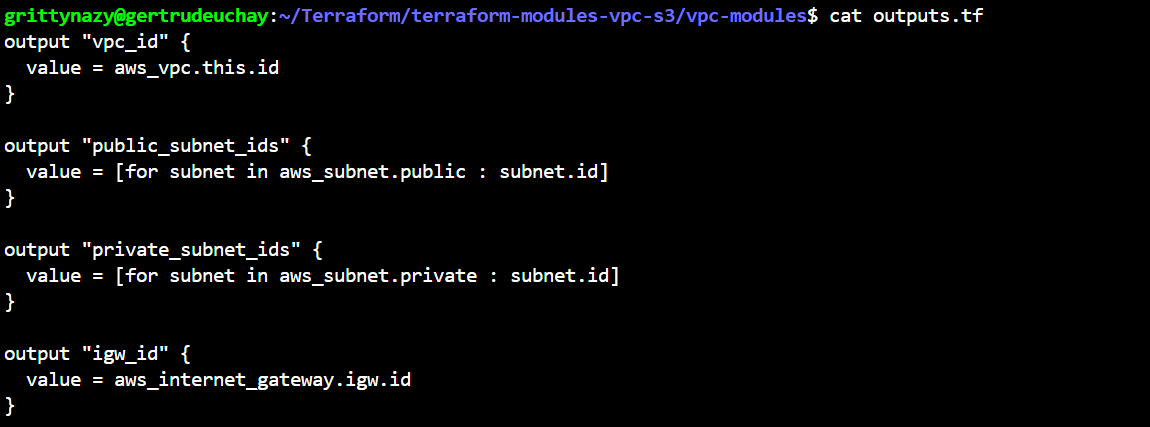 grittynazy@gertrudeuchay:~/Terraform/terraform-modules-vpc-s3/vpc-modules$ cat outputs.tf
output "vpc_id" {
  value = aws_vpc.this.id
}

output "public_subnet_ids" {
  value = [for subnet in aws_subnet.public : subnet.id]
}

output "private_subnet_ids" {
  value = [for subnet in aws_subnet.private : subnet.id]
}

output "igw_id" {
  value = aws_internet_gateway.igw.id
}